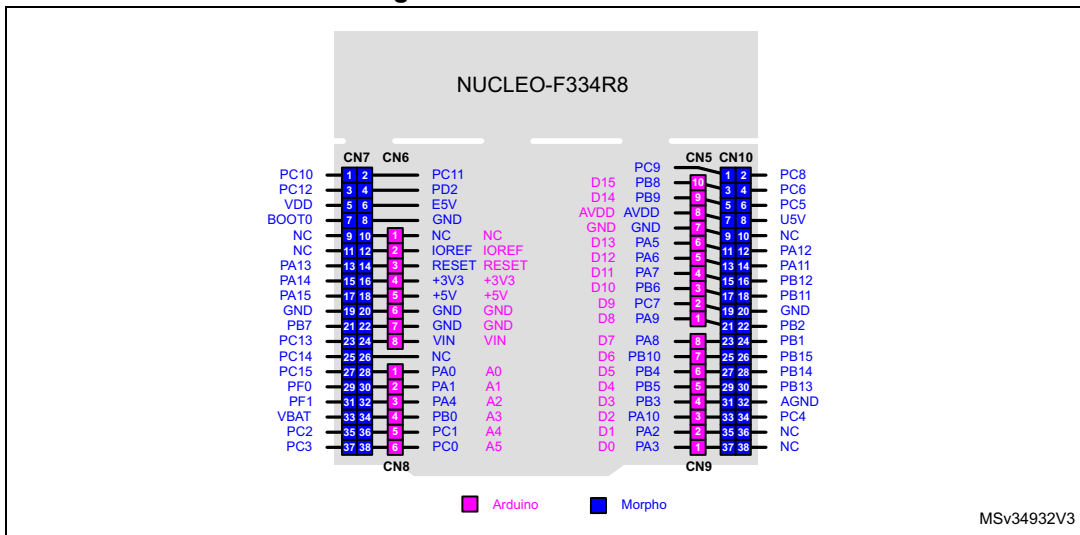 NUCLEO-F334R8
CN7 CN6 CN5 CN10
PC9
PC10 1 2 PC11 D15 PB8 10 1 2 PC8
PC12 3 4 PD2 D14 PB9 9 3 4 PC6
VDD 5 6 E5V AVDD AVDD 8 5 6 PC5
BOOT0 7 8 GND GND GND 7 7 8 U5V
NC 9 10 1 NC NC D13 PA5 6 9 10 NC
NC 11 12 2 IOREF IOREF D12 PA6 5 11 12 PA12
PA13 13 14 3 RESET RESET D11 PA7 4 13 14 PA11
PA14 15 16 4 +3V3 +3V3 D10 PB6 3 15 16 PB12
PA15 17 18 5 +5V +5V D9 PC7 2 17 18 PB11
GND 19 20 6 GND GND D8 PA9 1 19 20 GND
PB7 21 22 7 GND GND 21 22 PB2
PC13 23 24 8 VIN VIN D7 PA8 8 23 24 PB1
PC14 25 26 NC D6 PB10 7 25 26 PB15
PC15 27 28 1 PA0 A0 D5 PB4 6 27 28 PB14
PF0 29 30 2 PA1 A1 D4 PB5 5 29 30 PB13
PF1 31 32 3 PA4 A2 D3 PB3 4 31 32 AGND
VBAT 33 34 4 PB0 A3 D2 PA10 3 33 34 PC4
PC2 35 36 5 PC1 A4 D1 PA2 2 35 36 NC
PC3 37 38 6 PC0 A5 D0 PA3 1 37 38 NC
CN8 CN9
Arduino Morpho
MSv34932V3